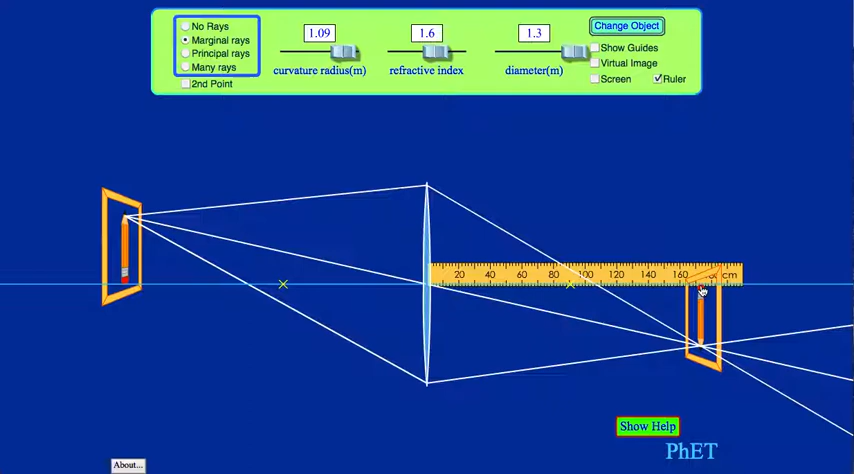 No Rays
Marginal rays
Principal rays
Many rays
2nd Point
1.09
curvature radius(m)
1.6
refractive index
1.3
diameter(m)
Change Object
Show Guides
Virtual Image
Screen
Ruler
20 40 60 80 100 120 140 160 cm
Show Help
PhET
About...